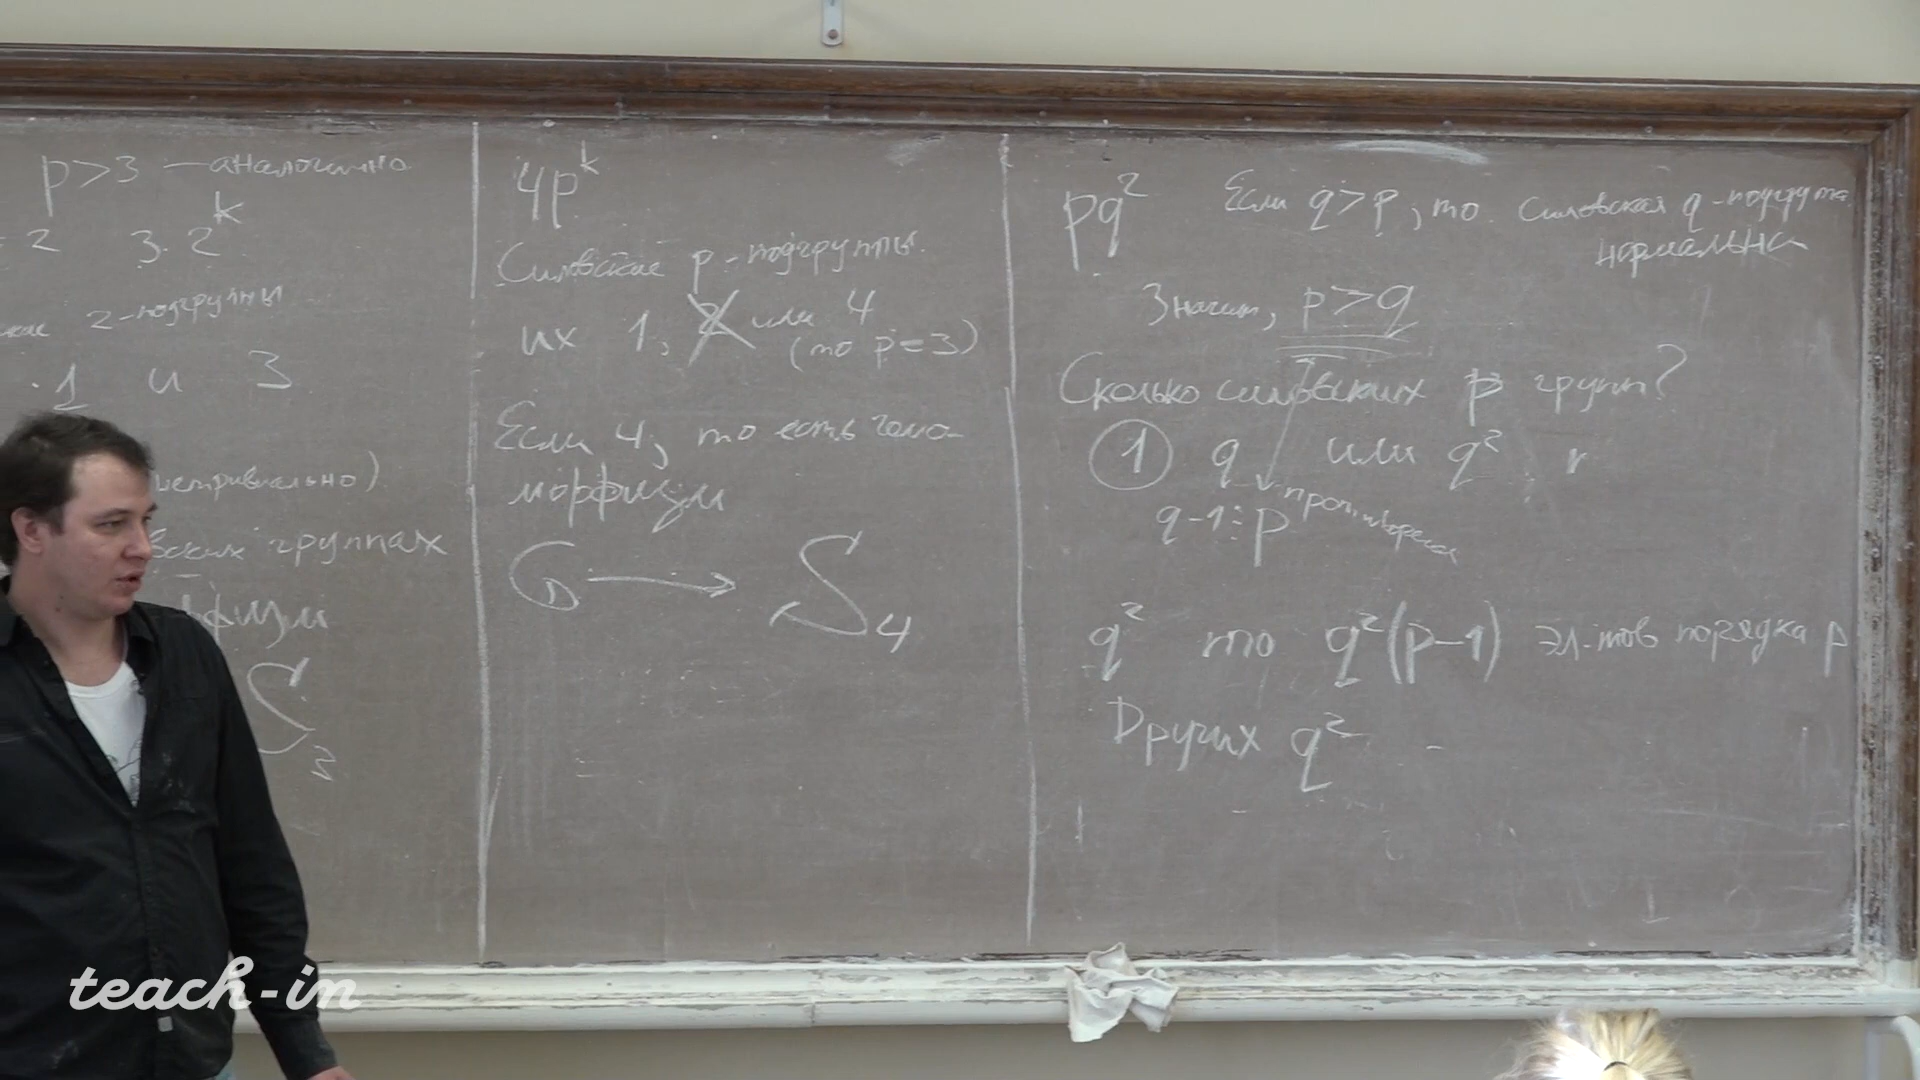 p>3 — аналогично
= 2 3·2^k
2-подгруппы
1 и 3
нетривиально)
группах
S_3
4p^k
Силовские p-подгруппы.
их 1, 2 или 4
(то p=3)
Если 4, то есть гомо-
морфизм
G → S_4
pq^2 Если q>p, то силовская q-подгруппа
нормальна
Значит, p>q
Сколько силовских p групп?
1 q или q^2
q-1⋮p противоречие
q^2 то q^2(p-1) эл-тов порядка p
Других q^2
teach-in